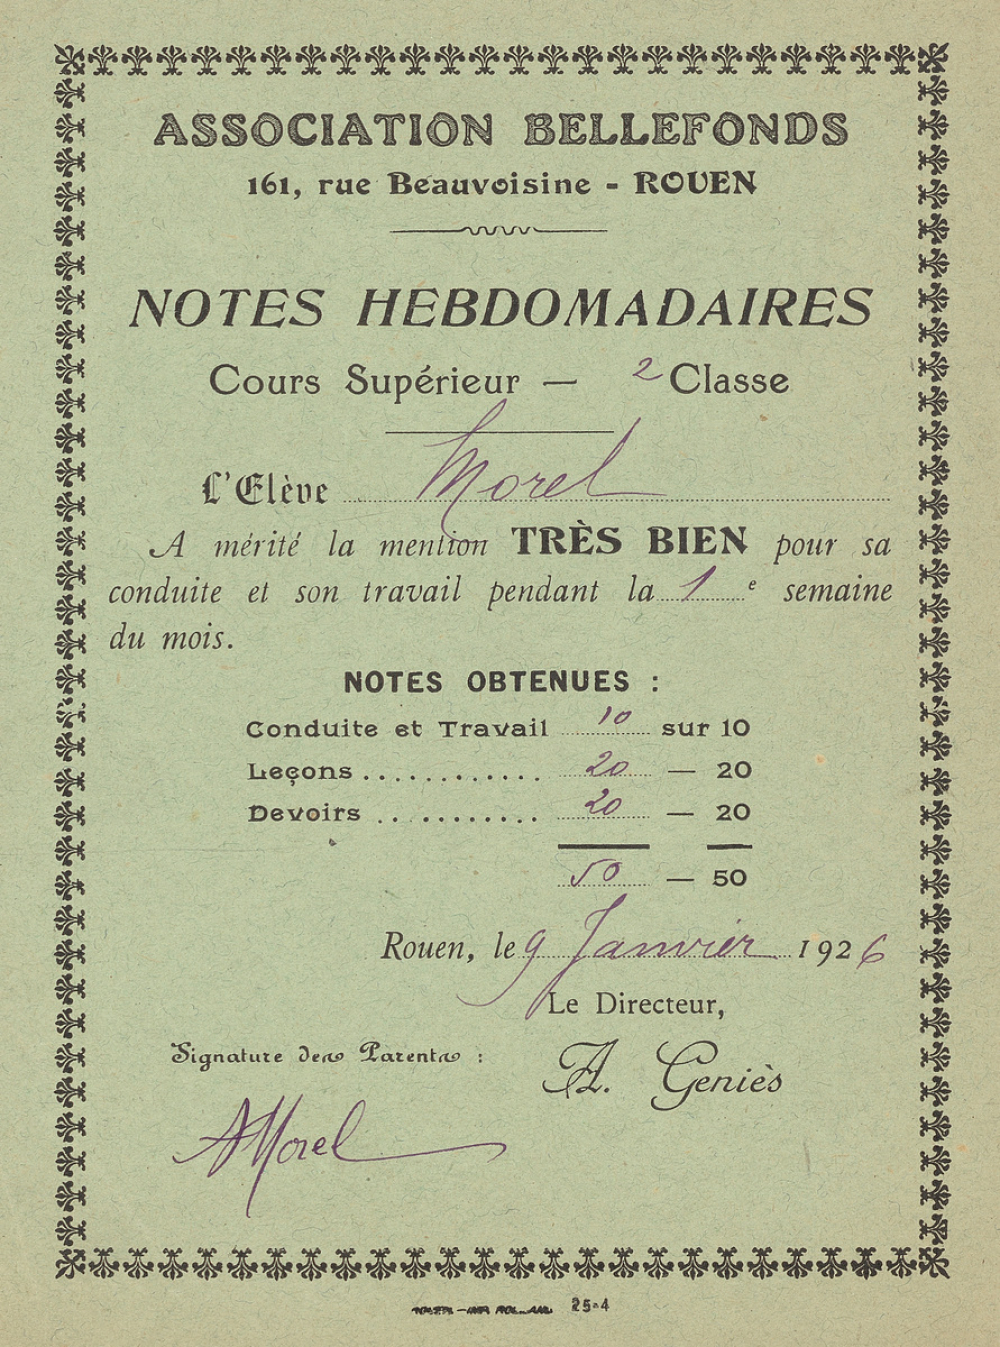 ASSOCIATION BELLEFONDS
161, rue Beauvoisine - ROUEN
NOTES HEBDOMADAIRES
Cours Supérieur — 2 Classe
L'Elève Morel
A mérité la mention TRÈS BIEN pour sa
conduite et son travail pendant la 1e semaine
du mois.
NOTES OBTENUES :
Conduite et Travail 10 sur 10
Leçons ............ 20 — 20
Devoirs .......... 20 — 20
50 — 50
Rouen, le 9 Janvier 1926
Le Directeur,
Signature des Parents :
A. Geniès
AMorel
25-4